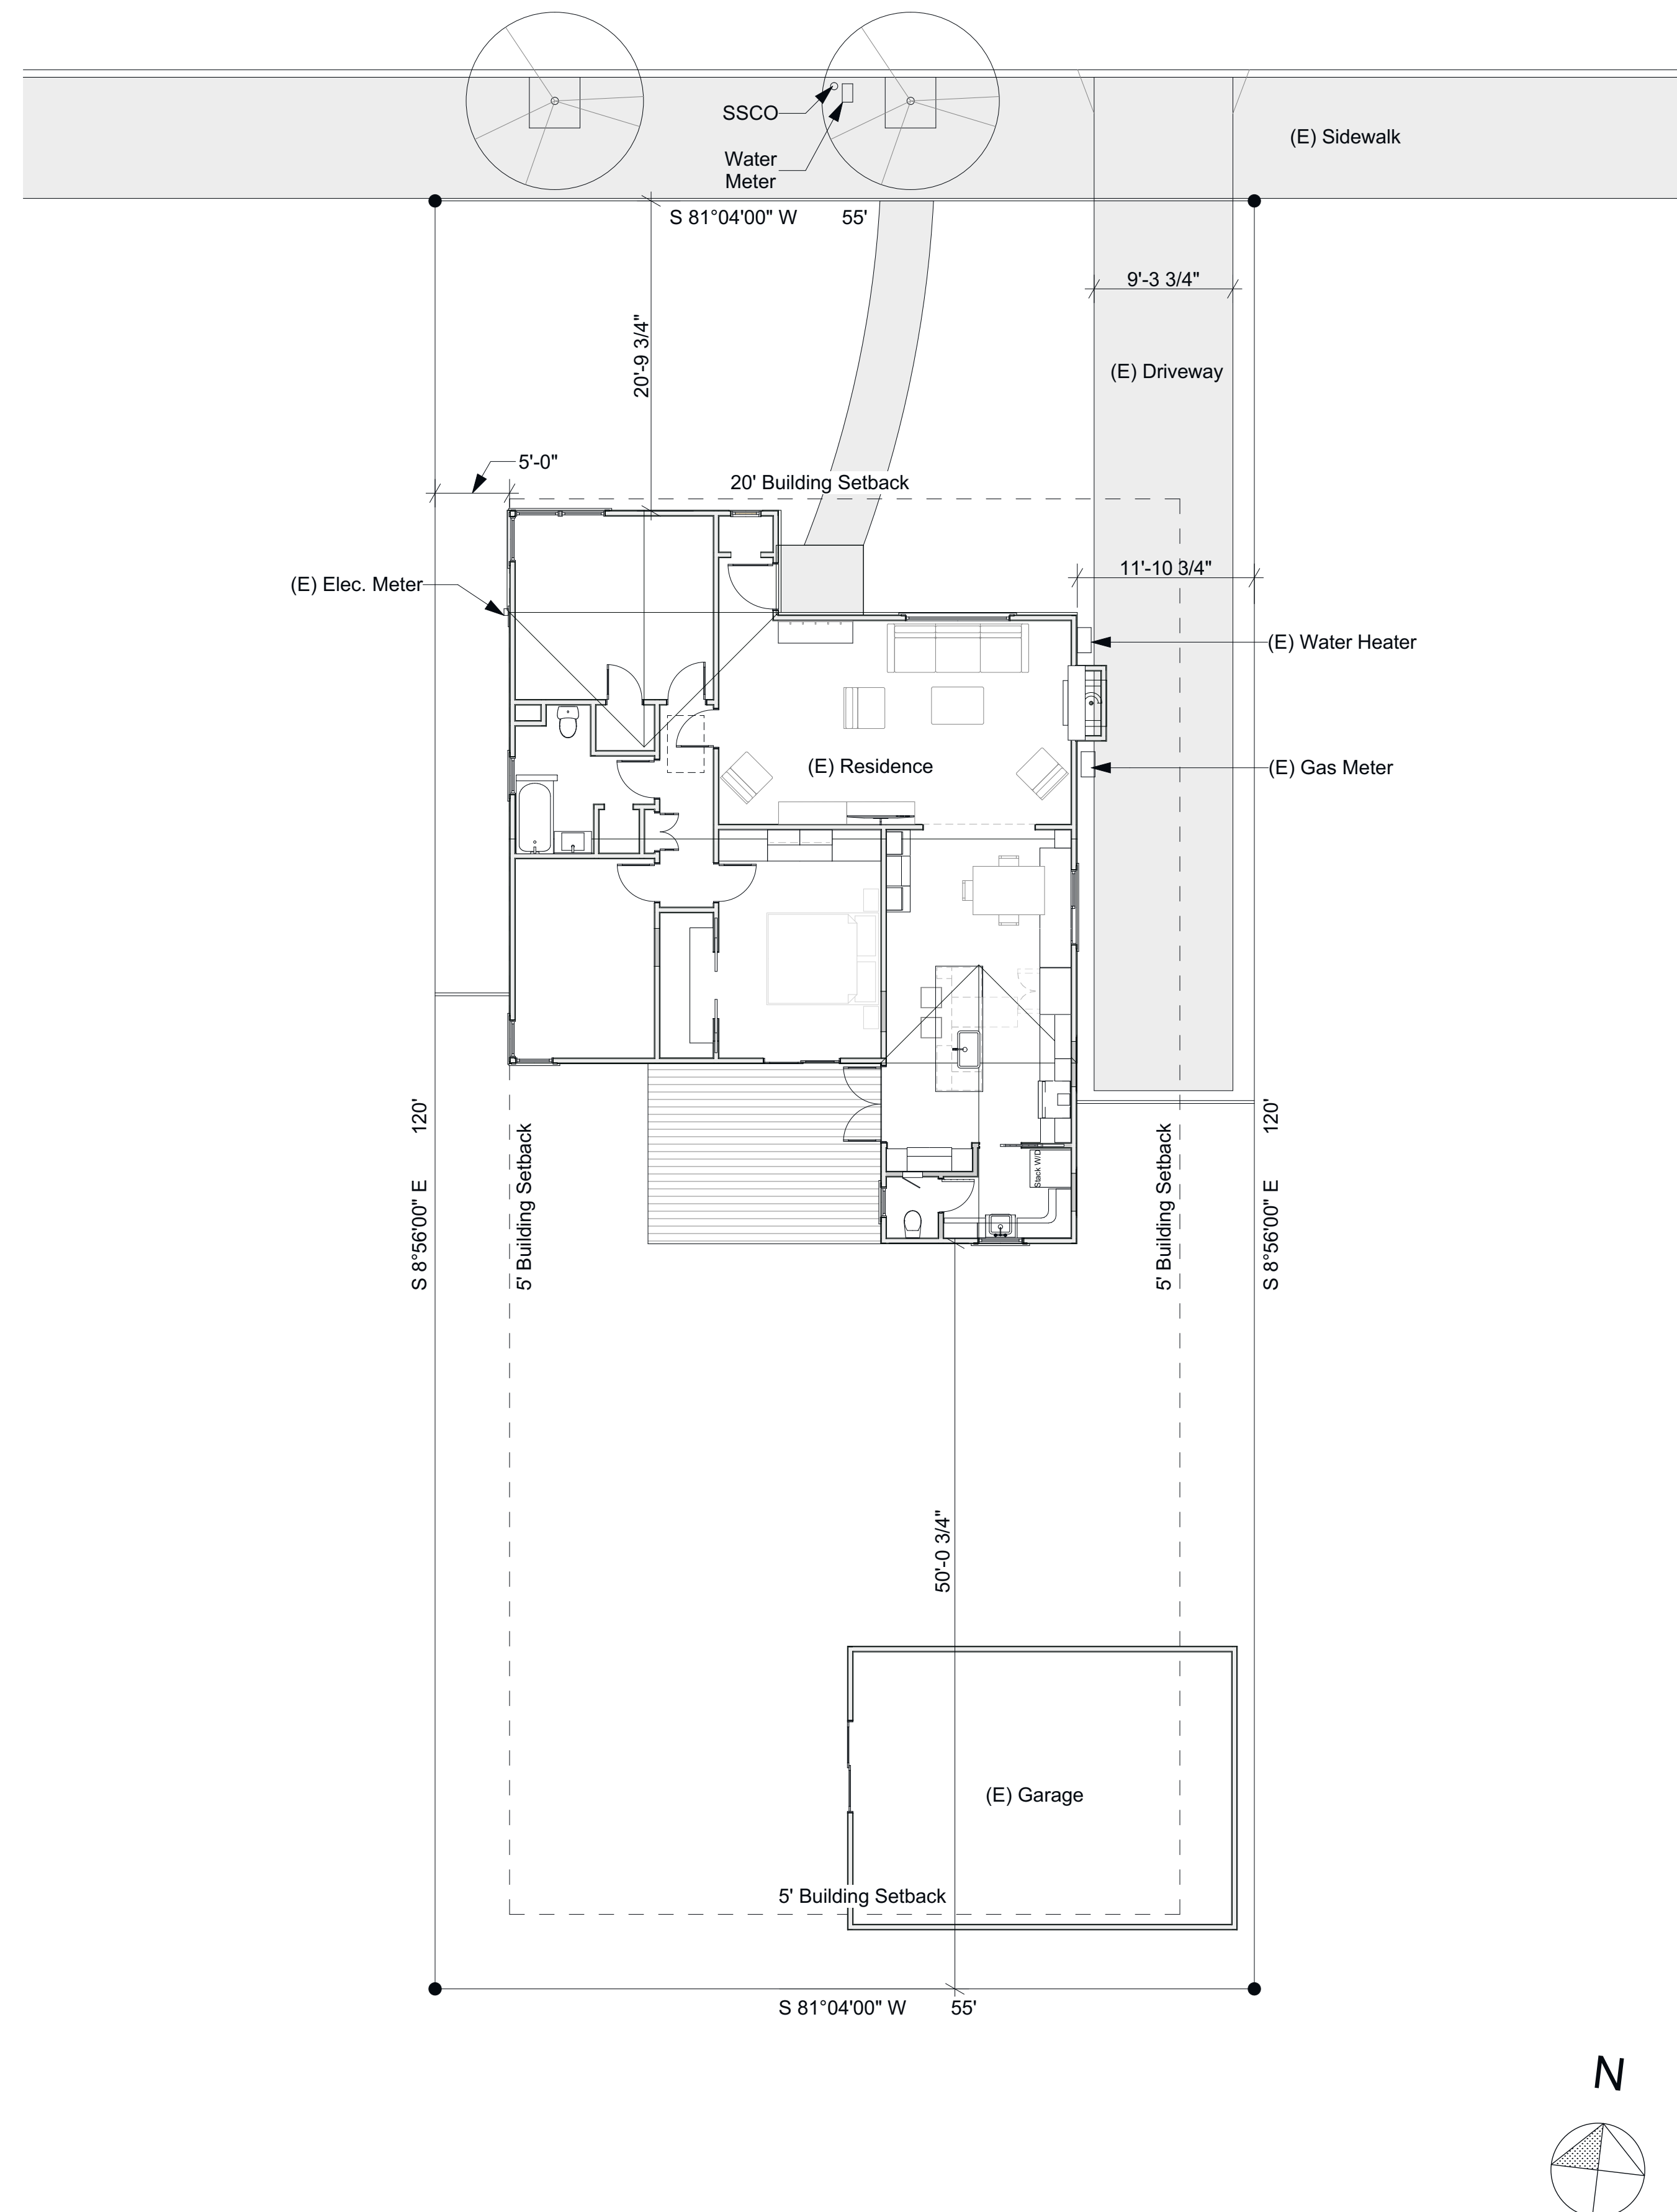 SSCO
(E) Sidewalk
Water
Meter
S 81°04'00" W 55'
9'-3 3/4"
20'-9 3/4"
(E) Driveway
5'-0"
20' Building Setback
11'-10 3/4"
(E) Elec. Meter
(E) Water Heater
(E) Residence
(E) Gas Meter
S 8°56'00" E 120'
5' Building Setback
Stack W/D
5' Building Setback
S 8°56'00" E 120'
50'-0 3/4"
(E) Garage
5' Building Setback
S 81°04'00" W 55'
N